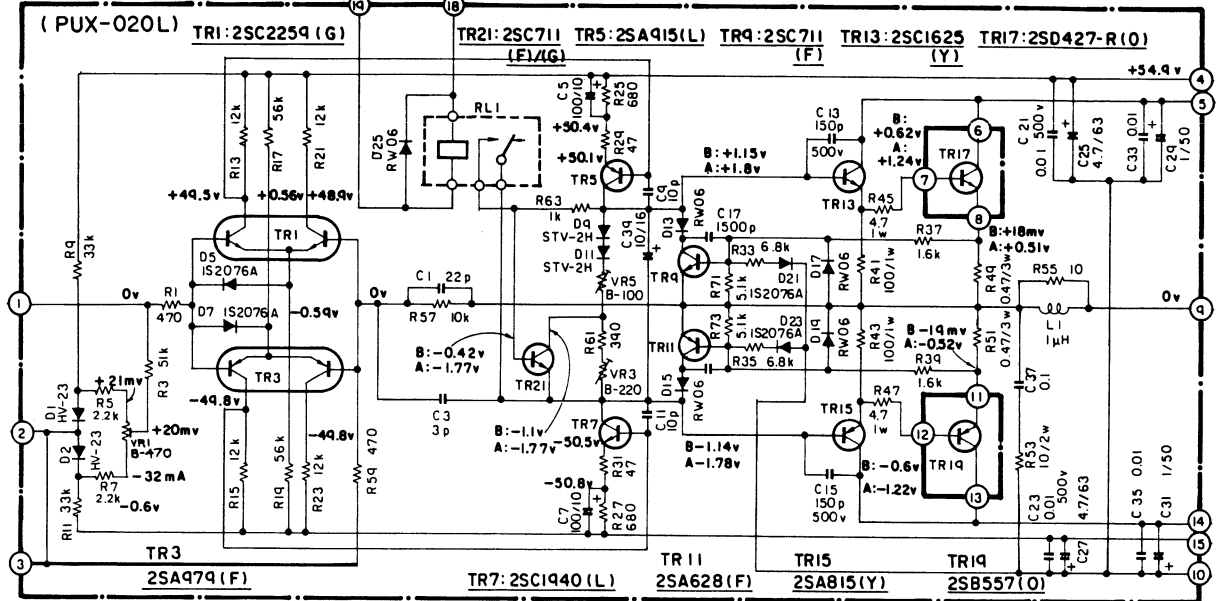 (PUX-020L)
TR1:2SC2259(G)
19
18
TR21:2SC711
(F)/(G)
TR5:2SA915(L)
TR9:2SC711
(F)
TR13:2SC1625
(Y)
TR17:2SD427-R(O)
+54.9v
4
5
12k
R13
56k
R17
12k
R21
D25
RW06
RL1
C5
100/10
R25
680
+50.4v
R29
47
+50.1v
TR5
C13
150p
500v
B:
+0.62v
A:
+1.24v
6
TR17
7
8
C21
500v
0.01
C25
4.7/63
C33
0.01
C29
1/50
B:+1.15v
A:+1.8v
TR13
R45
4.7
1w
+49.5v
+0.56v
+48.9v
R63
1k
C9
10p
C39
10/16
D13
RW06
C17
1500p
R9
33k
TR1
D9
STV-2H
D11
STV-2H
TR9
R33
6.8k
D21
1S2076A
R71
5.1k
D17
RW06
R41
100/1w
R37
1.6k
B:+18mv
A:+0.51v
R49
0.47/3w
R55
10
D5
1S2076A
C1
22p
VR5
B-100
1
0v
R1
470
D7
1S2076A
-0.59v
0v
R57
10k
L1
1μH
0v
9
R3
51k
B:-0.42v
A:-1.77v
TR21
R61
390
VR3
B-220
TR11
R73
5.1k
1S2076A
D23
R35
6.8k
D19
RW06
R43
100/1w
B-19mv
A:-0.52v
R39
1.6k
R51
0.47/3w
C37
0.1
TR3
D1
HV-23
+21mv
R5
2.2k
+20mv
VR1
B-470
2
D2
HV-23
-32mA
R7
2.2k
-0.6v
R11
33k
-49.8v
-49.8v
C3
3p
B:-1.1v
A:-1.77v
TR7
-50.5v
C11
10p
D15
RW06
B-1.14v
A-1.78v
TR15
R47
4.7
1w
11
12
TR19
13
R53
10/2w
12k
R15
56k
R19
12k
R23
470
R59
R31
47
-50.8v
C7
100/10
R27
680
C15
150p
500v
B:-0.6v
A:-1.22v
C23
0.01
500v
4.7/63
C27
C35
0.01
C31
1/50
14
15
3
10
TR3
2SA979(F)
TR7:2SC1940(L)
TR11
2SA628(F)
TR15
2SA815(Y)
TR19
2SB557(O)